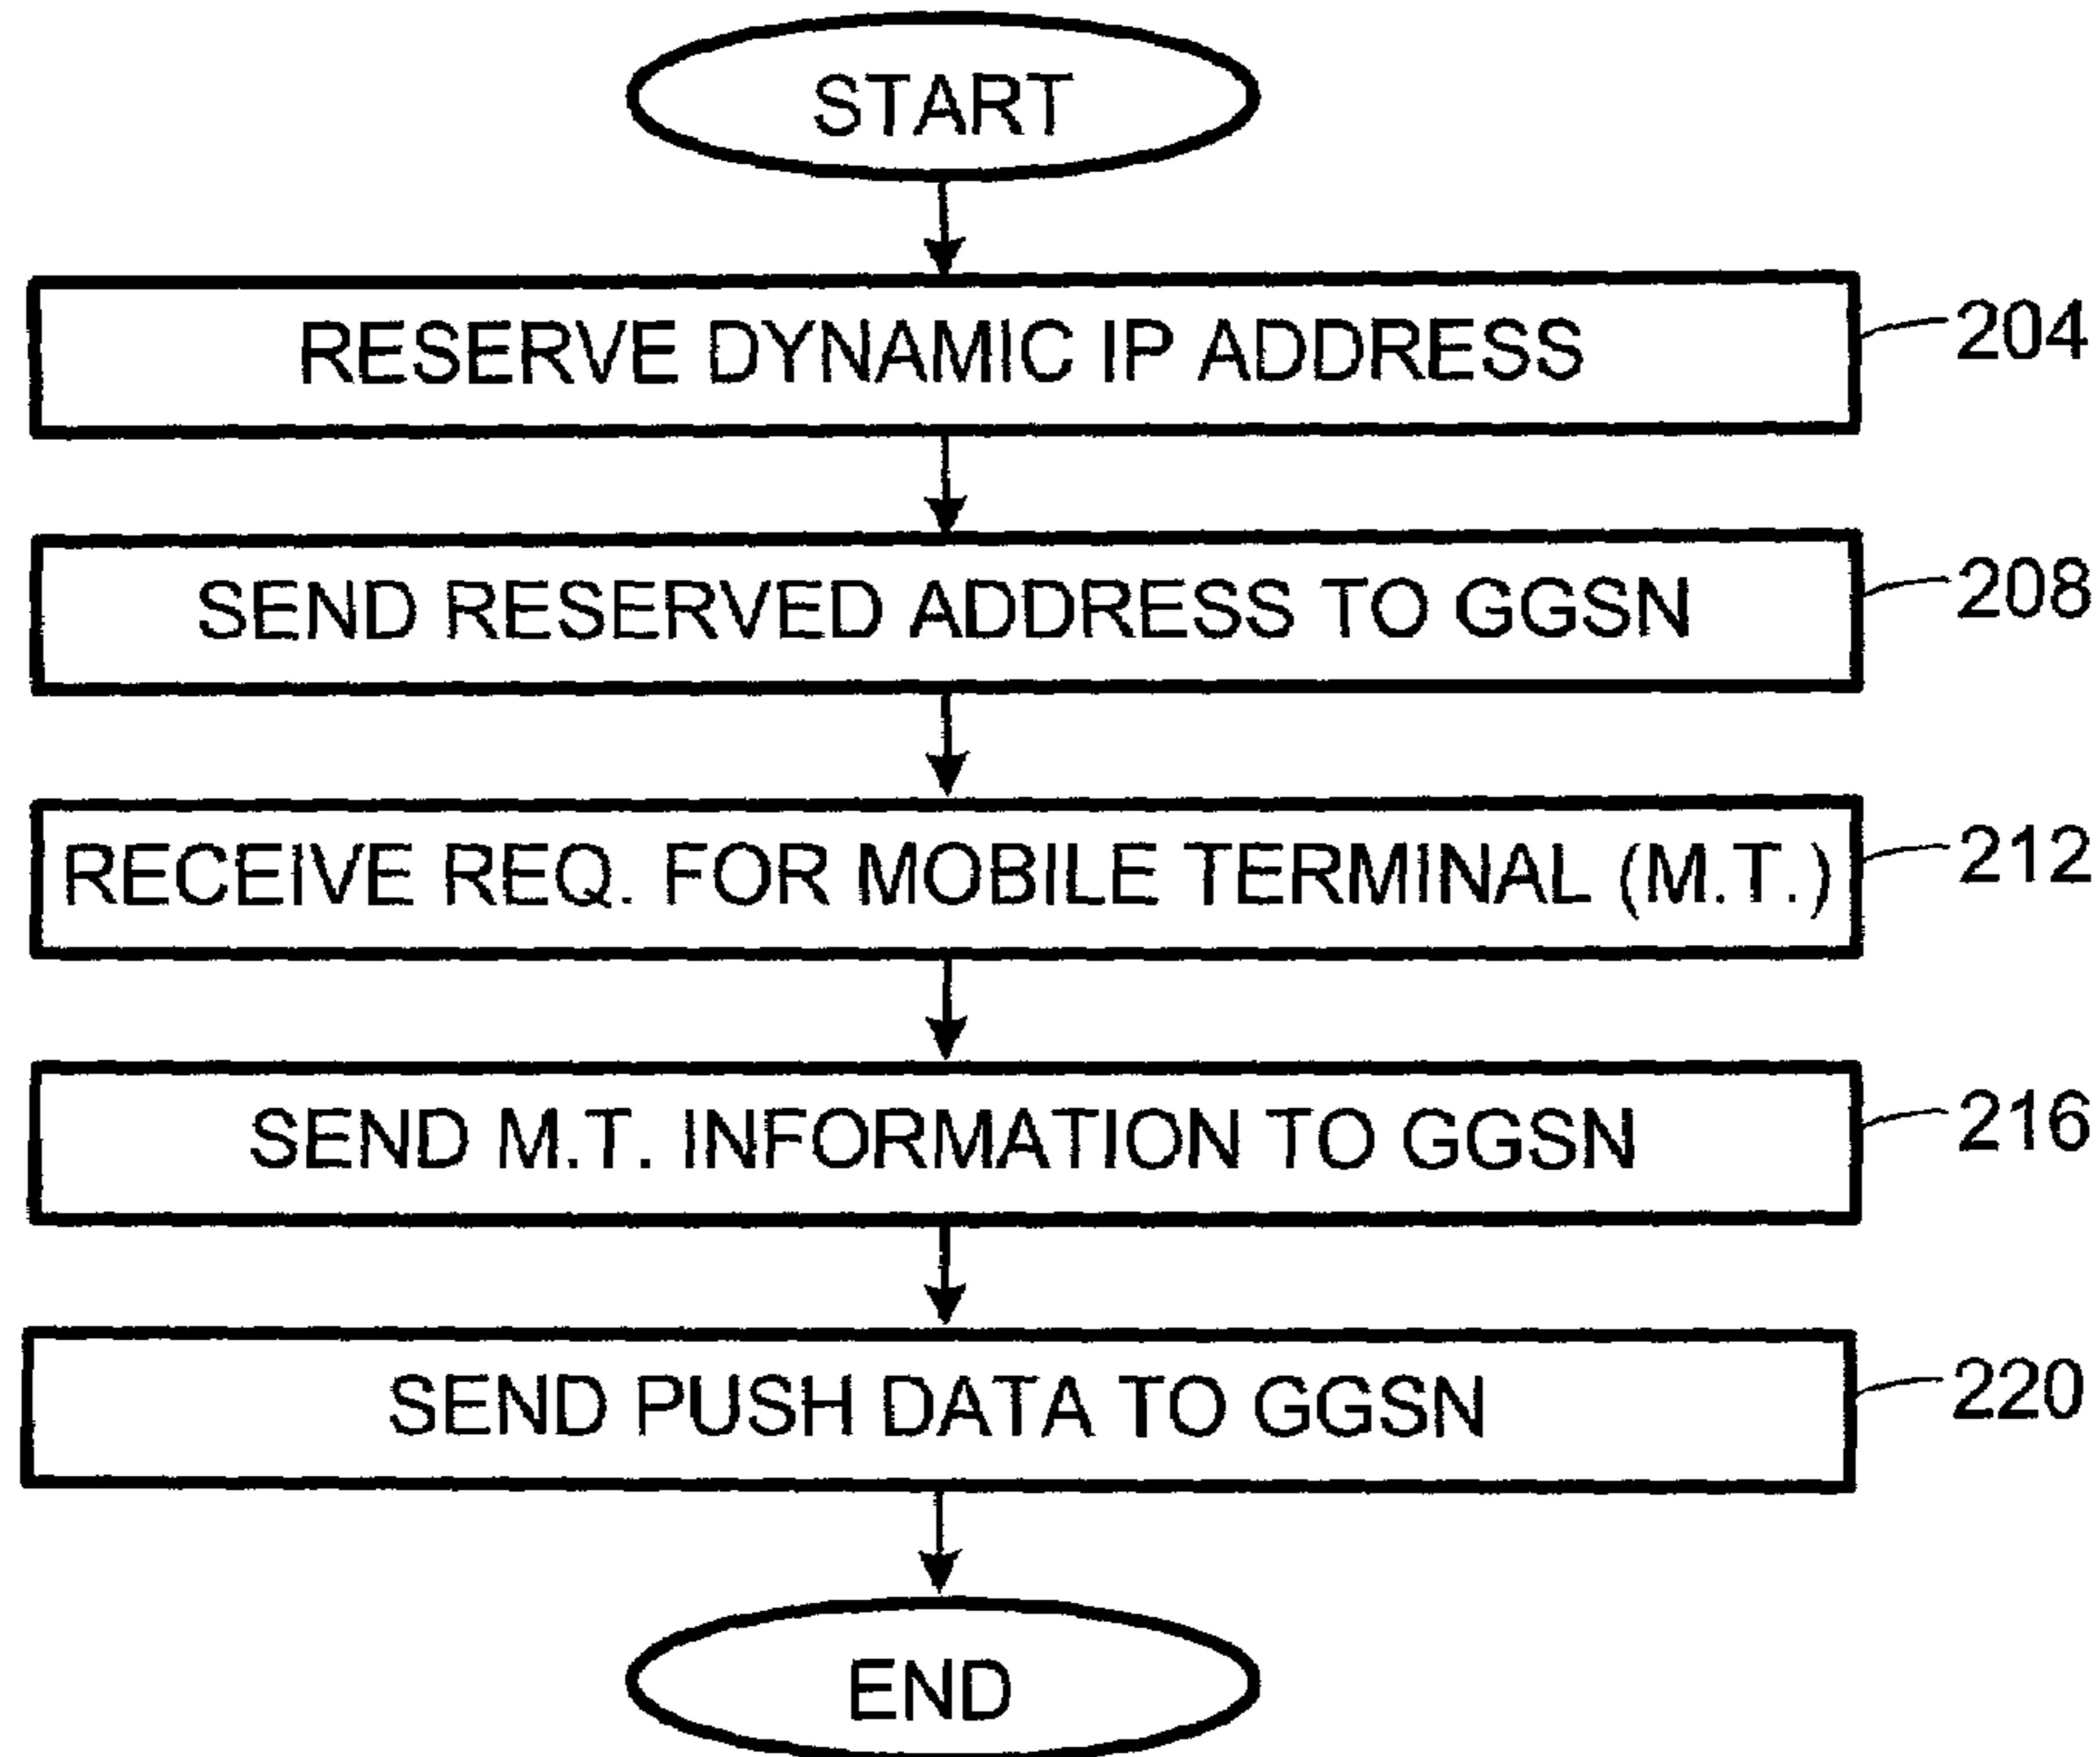 START
RESERVE DYNAMIC IP ADDRESS
204
SEND RESERVED ADDRESS TO GGSN
208
RECEIVE REQ. FOR MOBILE TERMINAL (M.T.)
212
SEND M.T. INFORMATION TO GGSN
216
SEND PUSH DATA TO GGSN
220
END